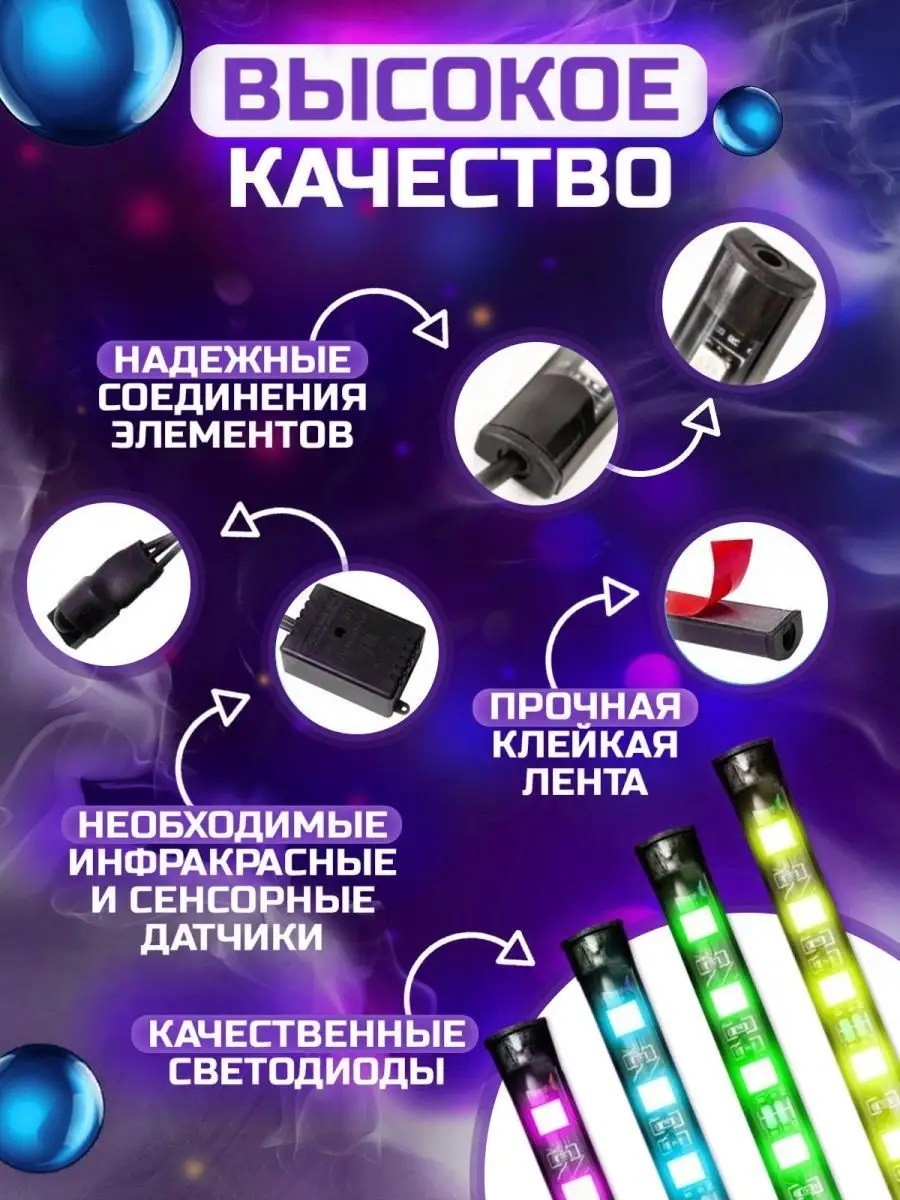 ВЫСОКОЕ
КАЧЕСТВО
НАДЕЖНЫЕ
СОЕДИНЕНИЯ
ЭЛЕМЕНТОВ
ПРОЧНАЯ
КЛЕЙКАЯ
ЛЕНТА
НЕОБХОДИМЫЕ
ИНФРАКРАСНЫЕ
И СЕНСОРНЫЕ
ДАТЧИКИ
КАЧЕСТВЕННЫЕ
СВЕТОДИОДЫ